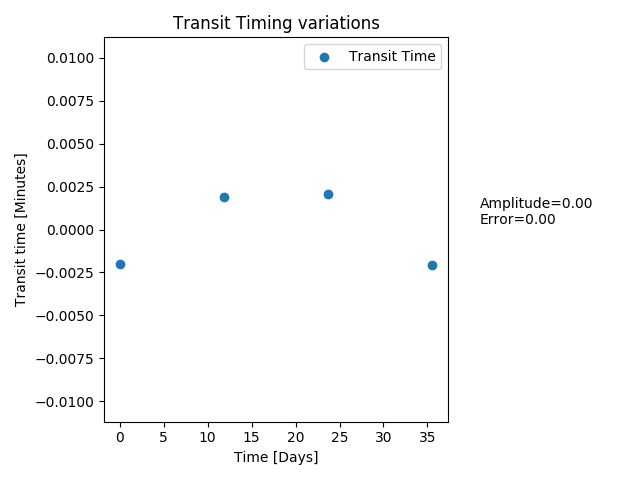 Transit Timing variations
Transit Time
0.0100
0.0075
0.0050
0.0025
0.0000
−0.0025
−0.0050
−0.0075
−0.0100
Transit time [Minutes]
Amplitude=0.00
Error=0.00
0 5 10 15 20 25 30 35
Time [Days]